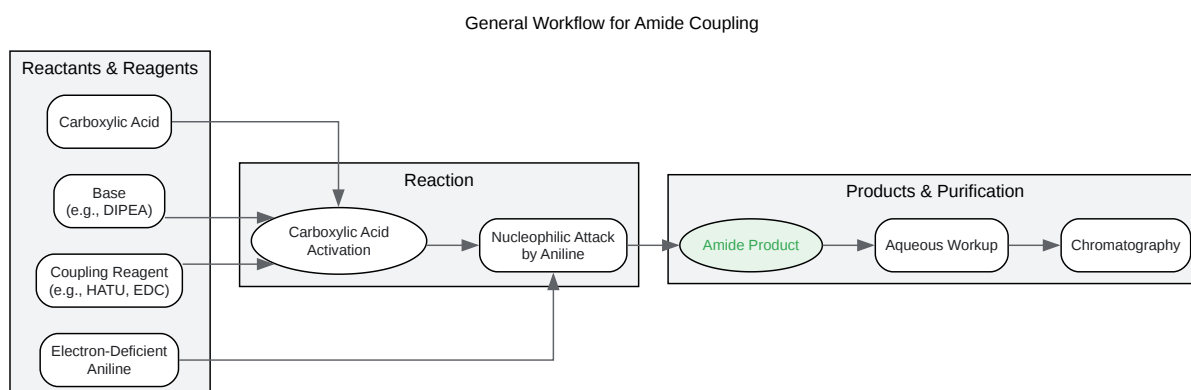 General Workflow for Amide Coupling
Reactants & Reagents
Carboxylic Acid
Base
(e.g., DIPEA)
Coupling Reagent
(e.g., HATU, EDC)
Electron-Deficient
Aniline
Reaction
Carboxylic Acid
Activation
Nucleophilic Attack
by Aniline
Products & Purification
Amide Product
Aqueous Workup
Chromatography